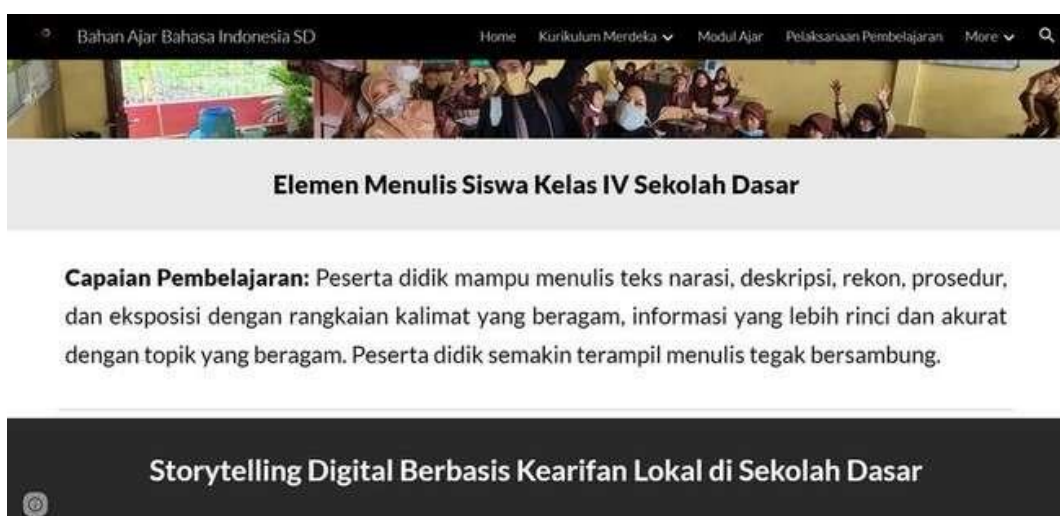 Bahan Ajar Bahasa Indonesia SD
Home Kurikulum Merdeka Modul Ajar Pelaksanaan Pembelajaran More
Elemen Menulis Siswa Kelas IV Sekolah Dasar
Capaian Pembelajaran: Peserta didik mampu menulis teks narasi, deskripsi, rekon, prosedur,
dan eksposisi dengan rangkaian kalimat yang beragam, informasi yang lebih rinci dan akurat
dengan topik yang beragam. Peserta didik semakin terampil menulis tegak bersambung.
Storytelling Digital Berbasis Kearifan Lokal di Sekolah Dasar